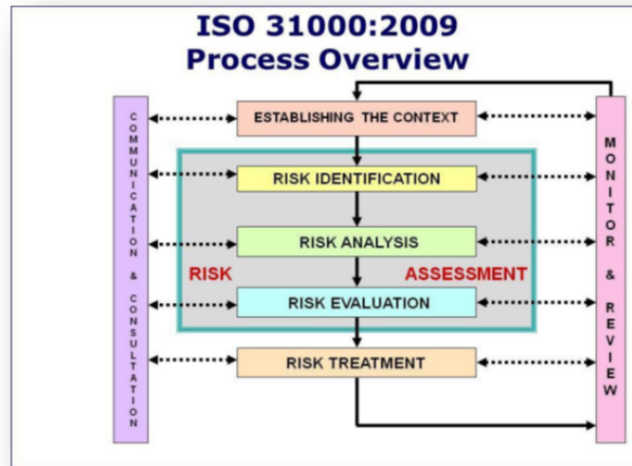 ISO 31000:2009
Process Overview
COMMUNICATION & CONSULTATION
ESTABLISHING THE CONTEXT
RISK IDENTIFICATION
RISK ANALYSIS
RISK ASSESSMENT
RISK EVALUATION
RISK TREATMENT
MONITOR & REVIEW